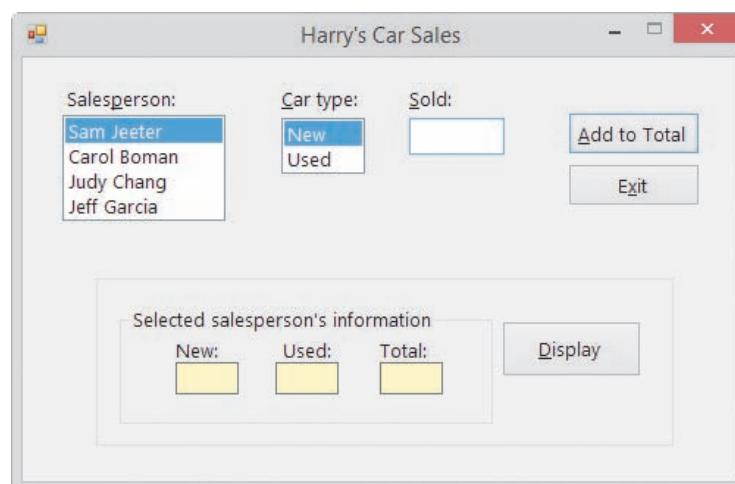 Harry's Car Sales
Salesperson:
Sam Jeeter
Carol Boman
Judy Chang
Jeff Garcia
Car type:
New
Used
Sold:
Add to Total
Exit
Selected salesperson's information
New:
Used:
Total:
Display